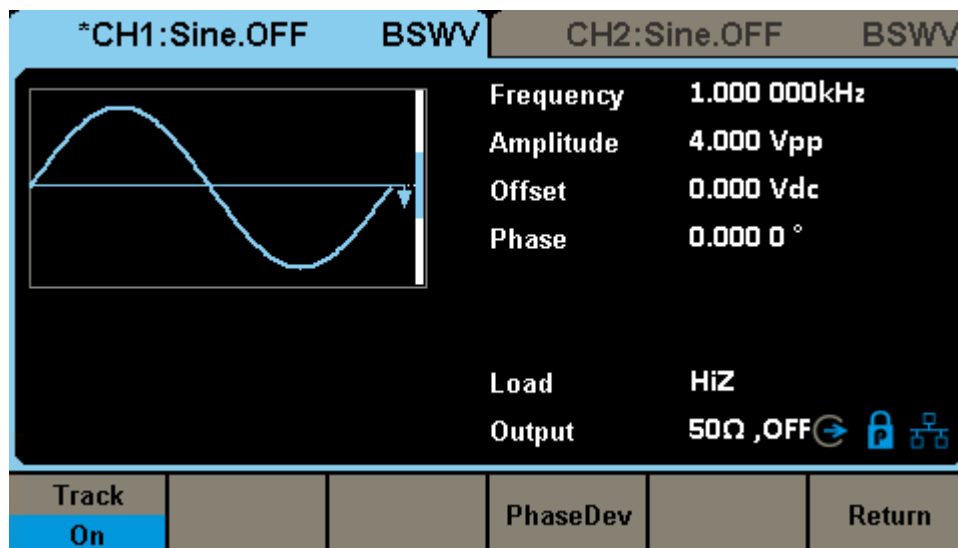 *CH1:Sine.OFF BSWV CH2:Sine.OFF BSWV
Frequency 1.000 000kHz
Amplitude 4.000 Vpp
Offset 0.000 Vdc
Phase 0.000 0 °
Load HiZ
Output 50Ω ,OFF P
Track
On
PhaseDev
Return